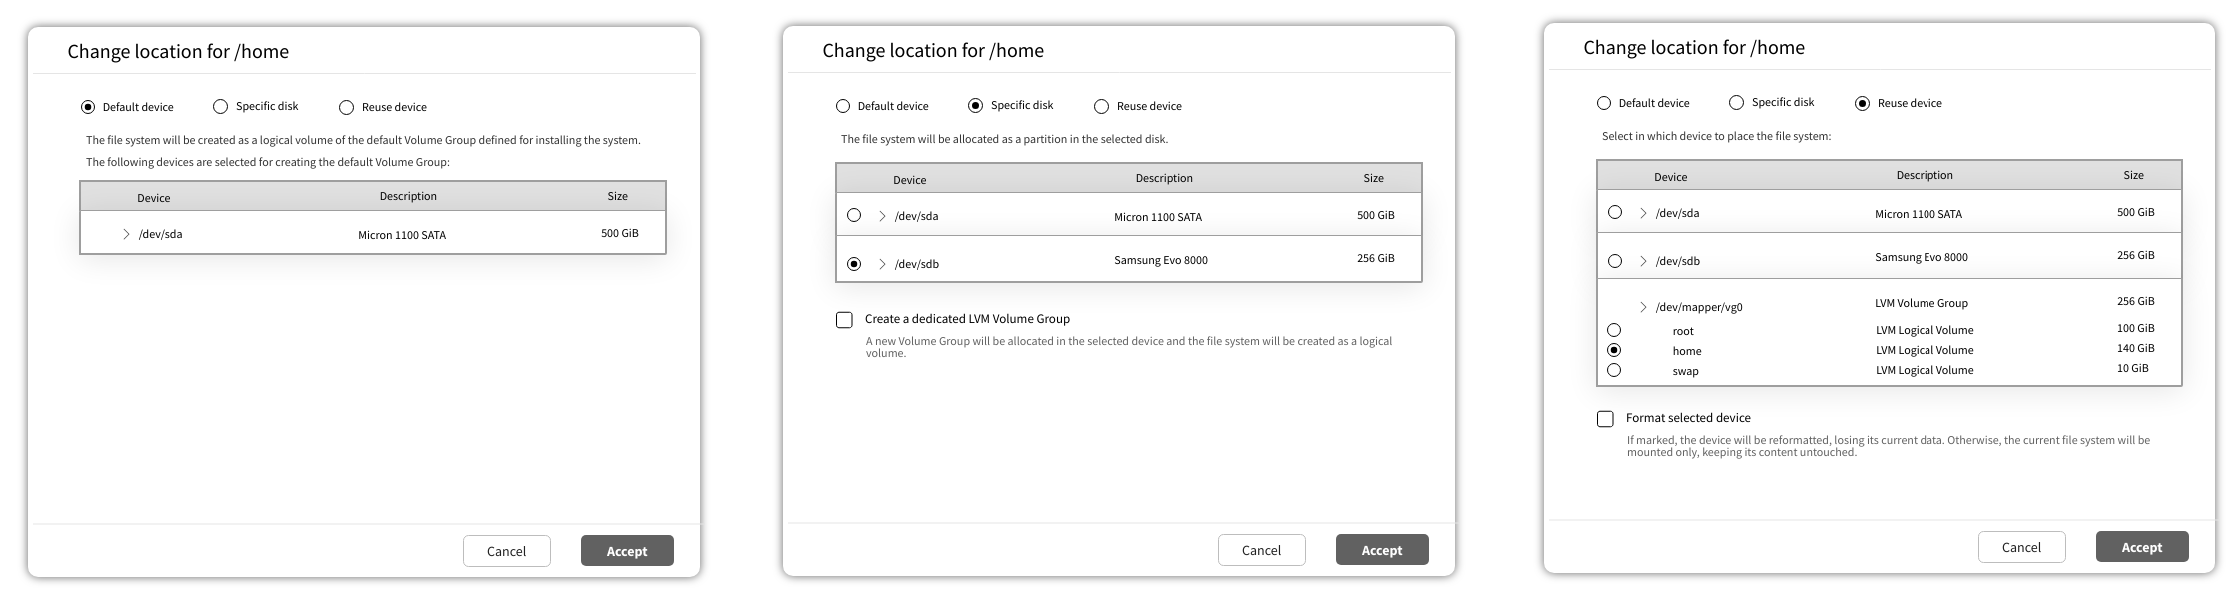 Change location for /home
Default device Specific disk Reuse device
The file system will be created as a logical volume of the default Volume Group defined for installing the system.
The following devices are selected for creating the default Volume Group:
Device Description Size
/dev/sda Micron 1100 SATA 500 GiB
Cancel Accept
Change location for /home
Default device Specific disk Reuse device
The file system will be allocated as a partition in the selected disk.
Device Description Size
/dev/sda Micron 1100 SATA 500 GiB
/dev/sdb Samsung Evo 8000 256 GiB
Create a dedicated LVM Volume Group
A new Volume Group will be allocated in the selected device and the file system will be created as a logical
volume.
Cancel Accept
Change location for /home
Default device Specific disk Reuse device
Select in which device to place the file system:
Device Description Size
/dev/sda Micron 1100 SATA 500 GiB
/dev/sdb Samsung Evo 8000 256 GiB
/dev/mapper/vg0 LVM Volume Group 256 GiB
root LVM Logical Volume 100 GiB
home LVM Logical Volume 140 GiB
swap LVM Logical Volume 10 GiB
Format selected device
If marked, the device will be reformatted, losing its current data. Otherwise, the current file system will be
mounted only, keeping its content untouched.
Cancel Accept